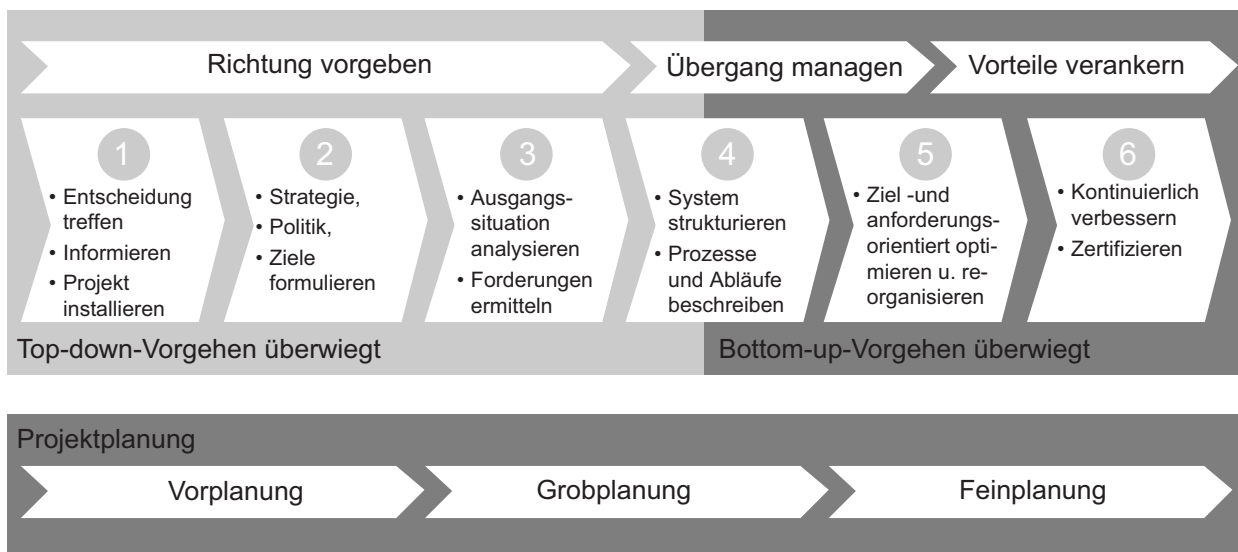 Richtung vorgeben
Übergang managen
Vorteile verankern
1
• Entscheidung
treffen
• Informieren
• Projekt
installieren
2
• Strategie,
• Politik,
• Ziele
formulieren
3
• Ausgangs-
situation
analysieren
• Forderungen
ermitteln
4
• System
strukturieren
• Prozesse
und Abläufe
beschreiben
5
• Ziel -und
anforderungs-
orientiert opti-
mieren u. re-
organisieren
6
• Kontinuierlich
verbessern
• Zertifizieren
Top-down-Vorgehen überwiegt
Bottom-up-Vorgehen überwiegt
Projektplanung
Vorplanung
Grobplanung
Feinplanung